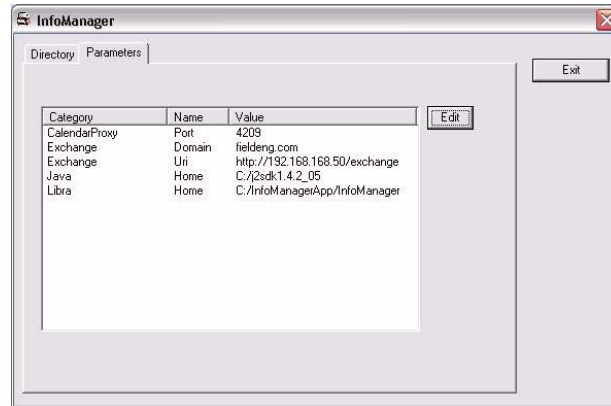 InfoManager
Directory Parameters
Exit
Category Name Value
Edit
CalendarProxy Port 4209
Exchange Domain fieldeng.com
Exchange Uri http://192.168.168.50/exchange
Java Home C:/j2sdk1.4.2_05
Libra Home C:/InfoManagerApp/InfoManager